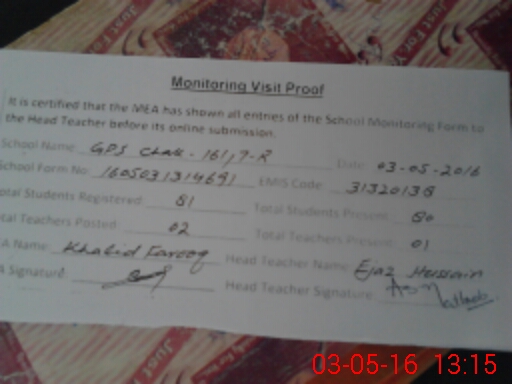 Monitoring Visit Proof
It is certified that the MEA has shown all entries of the School Monitoring Form to
the Head Teacher before its online submission.
School Name GPS Chak - 161, 7-R Date: 03-05-2016
School Form No: 1605031314691 EMIS Code: 31320138
Total Students Registered: 81 Total Students Present: 80
Total Teachers Posted: 02 Total Teachers Present: 01
EA Name: Khalid Farooq Head Teacher Name: Ejaz Hussain
A Signature: Head Teacher Signature:
03-05-16 13:15